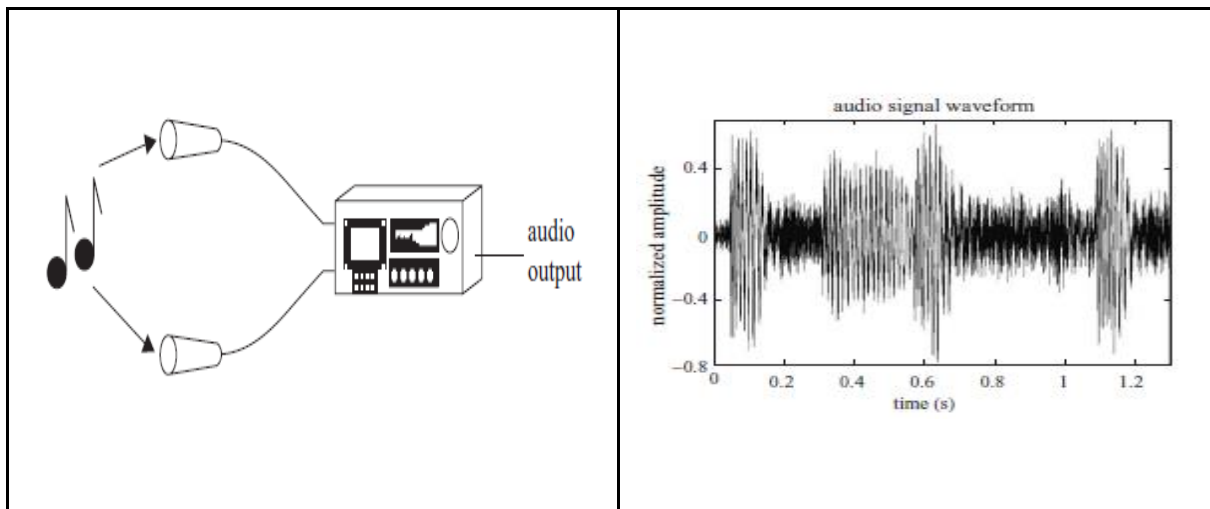 audio
output
audio signal waveform
normalized amplitude
0.4
0
−0.4
−0.8
0 0.2 0.4 0.6 0.8 1 1.2
time (s)